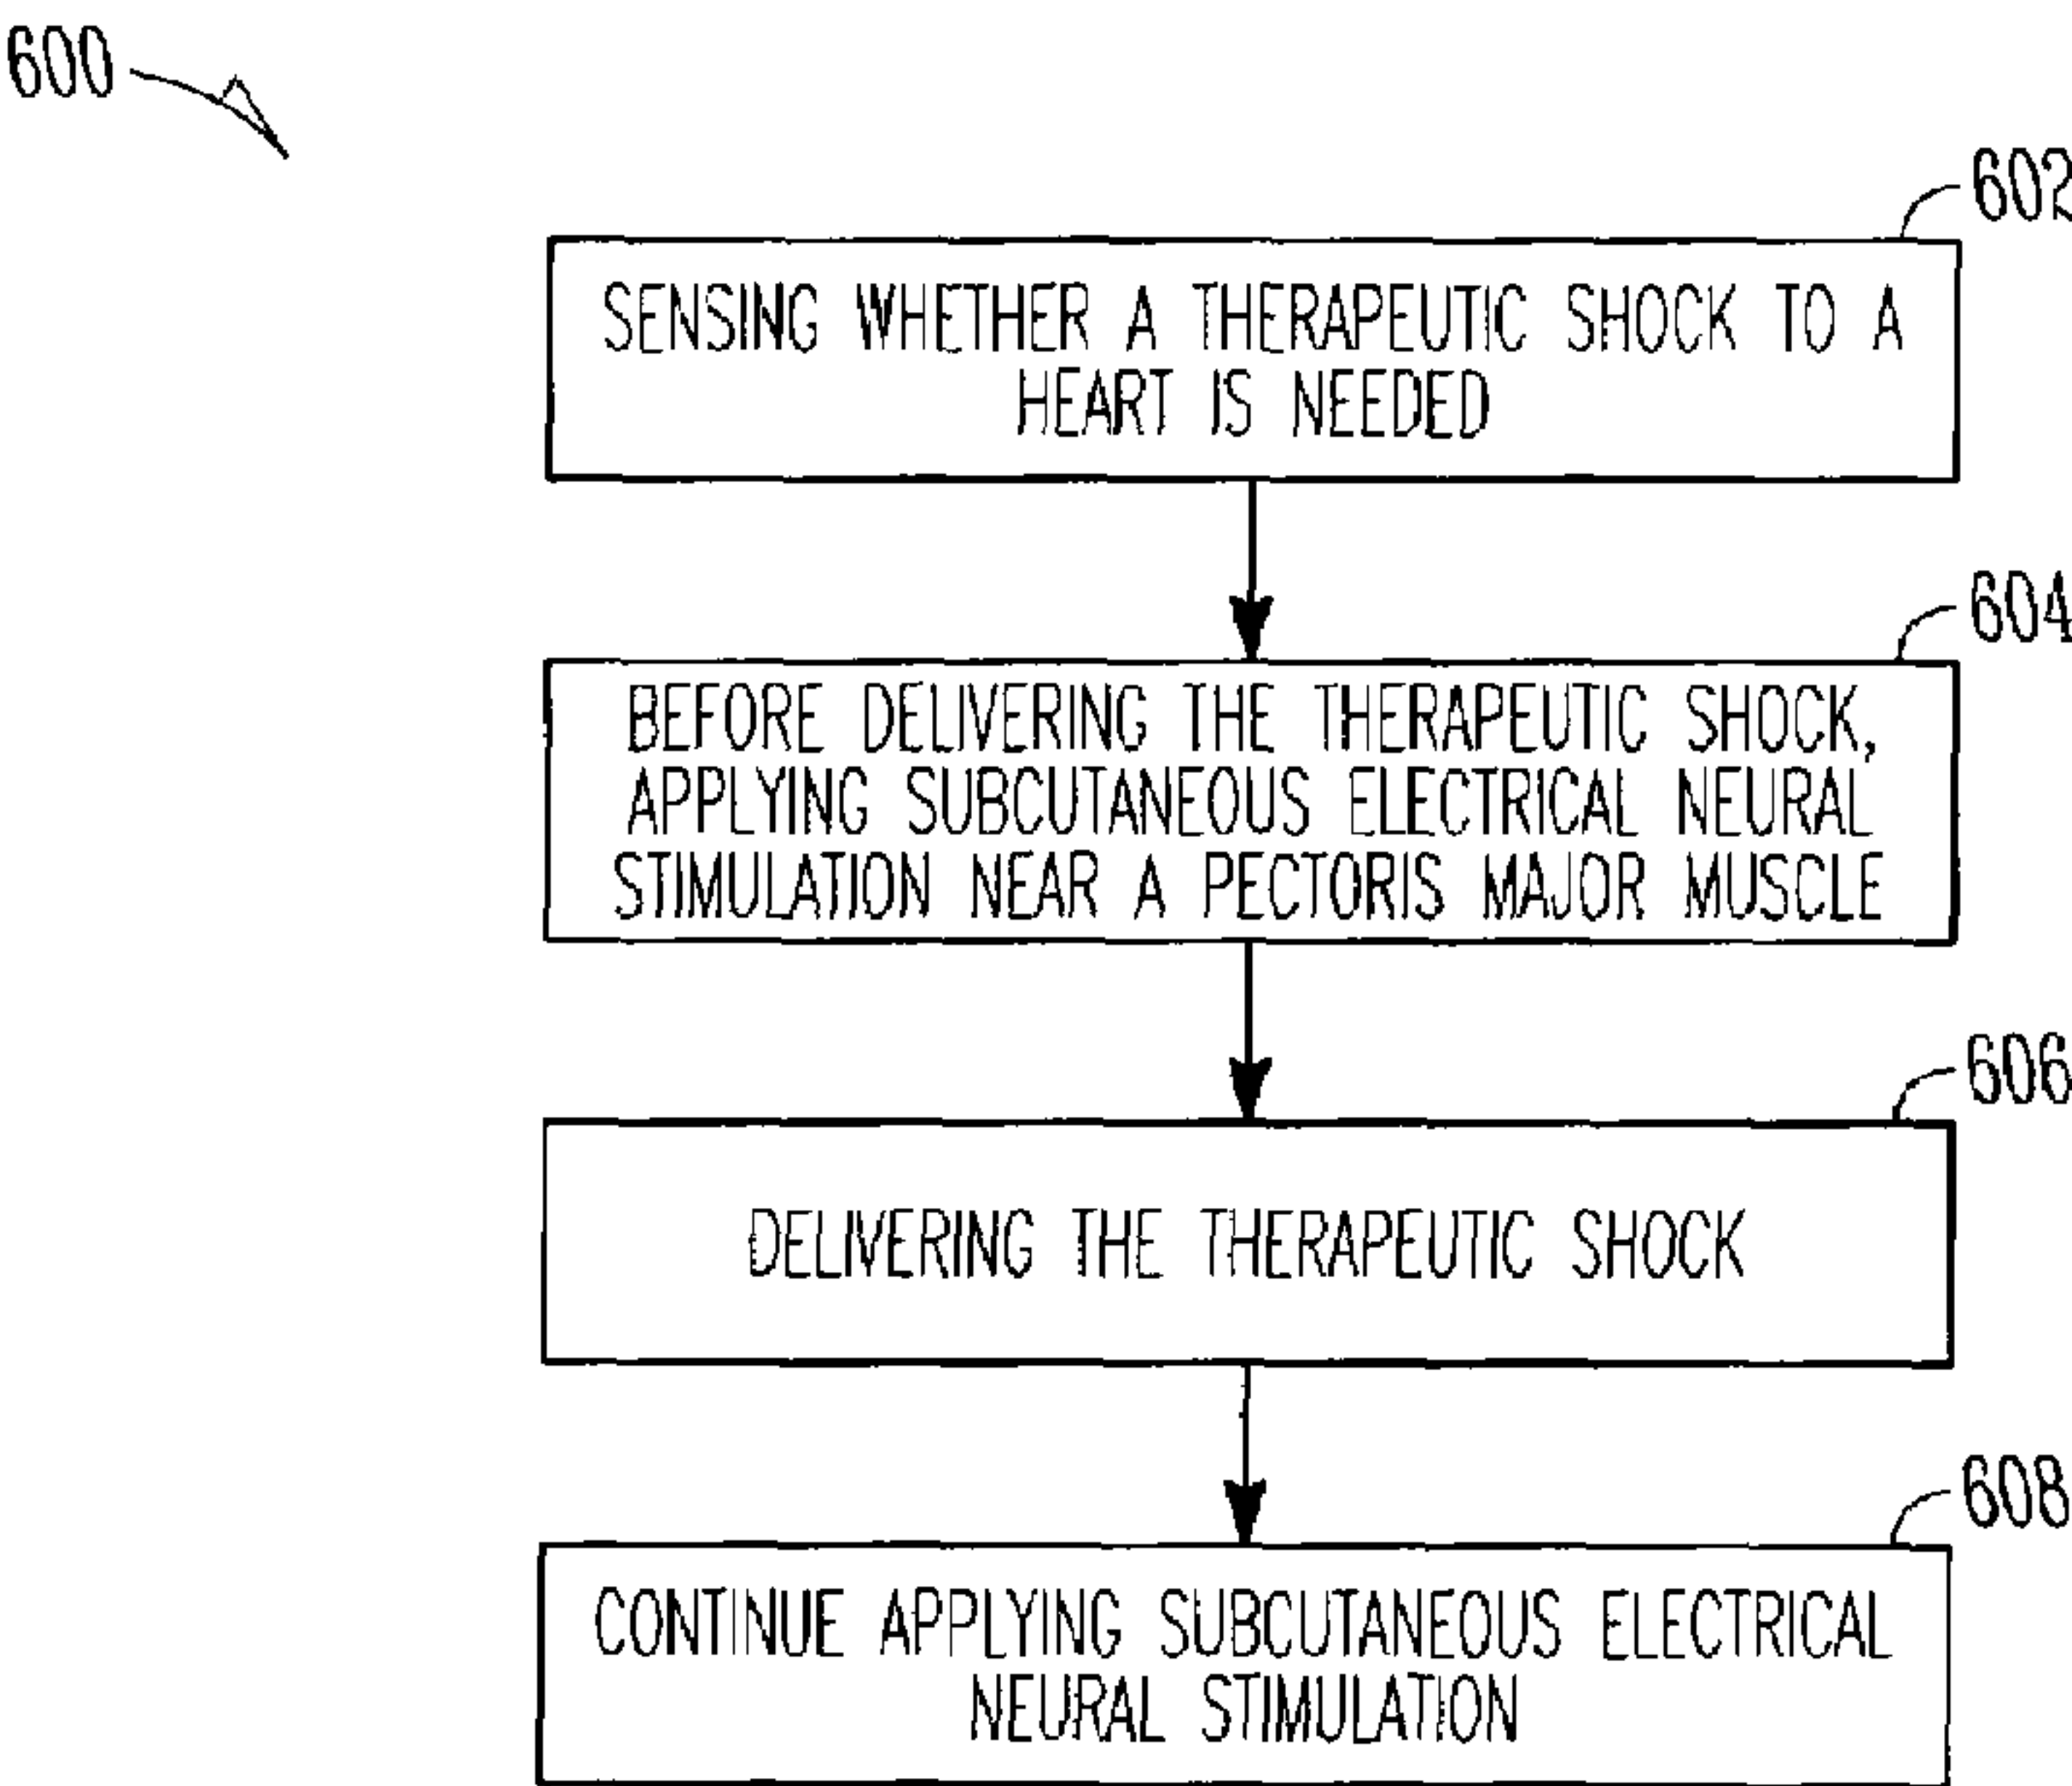 600
602
SENSING WHETHER A THERAPEUTIC SHOCK TO A
HEART IS NEEDED
604
BEFORE DELIVERING THE THERAPEUTIC SHOCK,
APPLYING SUBCUTANEOUS ELECTRICAL NEURAL
STIMULATION NEAR A PECTORIS MAJOR MUSCLE
606
DELIVERING THE THERAPEUTIC SHOCK
608
CONTINUE APPLYING SUBCUTANEOUS ELECTRICAL
NEURAL STIMULATION